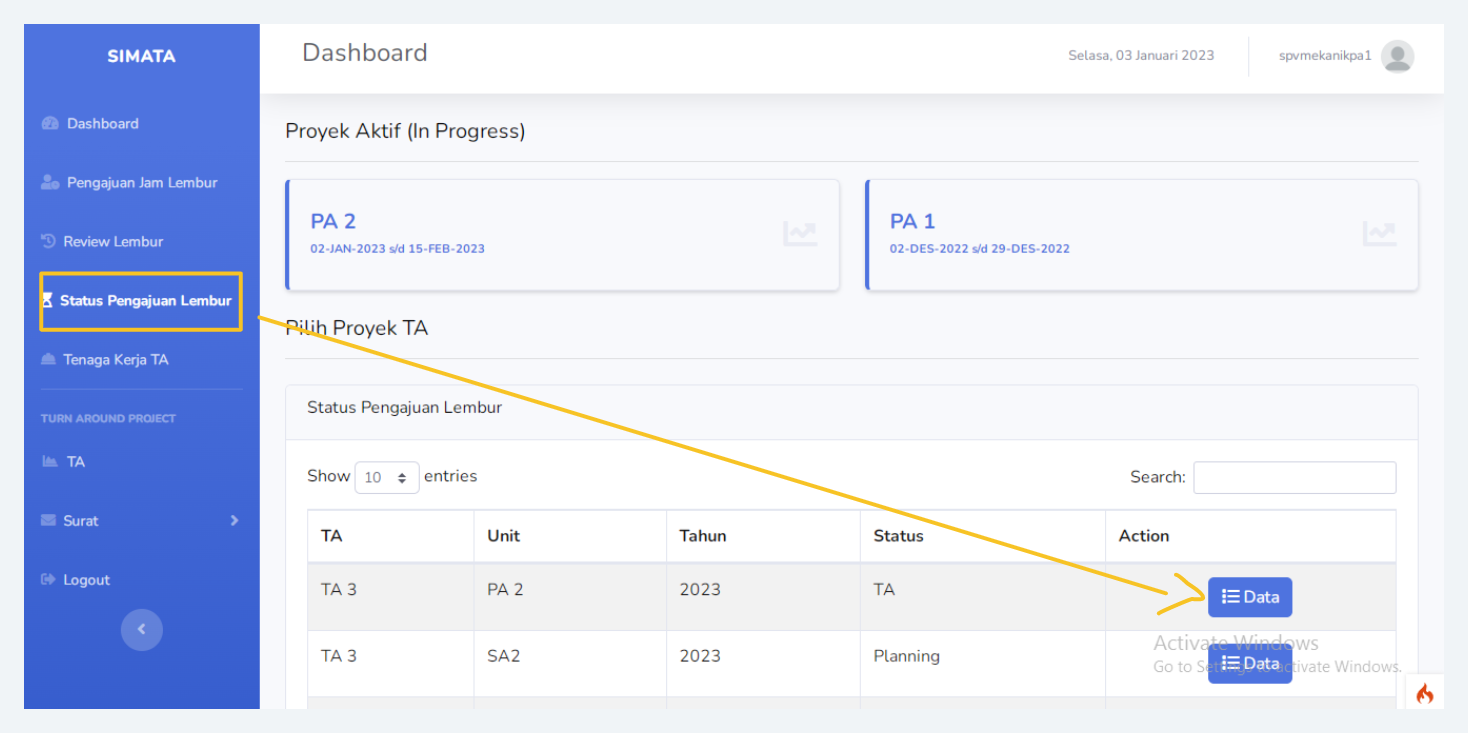 SIMATA
Dashboard
Pengajuan Jam Lembur
Review Lembur
Status Pengajuan Lembur
Tenaga Kerja TA
TURN AROUND PROJECT
TA
Surat
Logout
Dashboard
Selasa, 03 Januari 2023
spvmekanikpa1
Proyek Aktif (In Progress)
PA 2
02-JAN-2023 s/d 15-FEB-2023
PA 1
02-DES-2022 s/d 29-DES-2022
Pilih Proyek TA
Status Pengajuan Lembur
Show 10 entries
Search:
TA Unit Tahun Status Action
TA 3 PA 2 2023 TA Data
TA 3 SA2 2023 Planning Data
Activate Windows
Go to Settings to activate Windows.